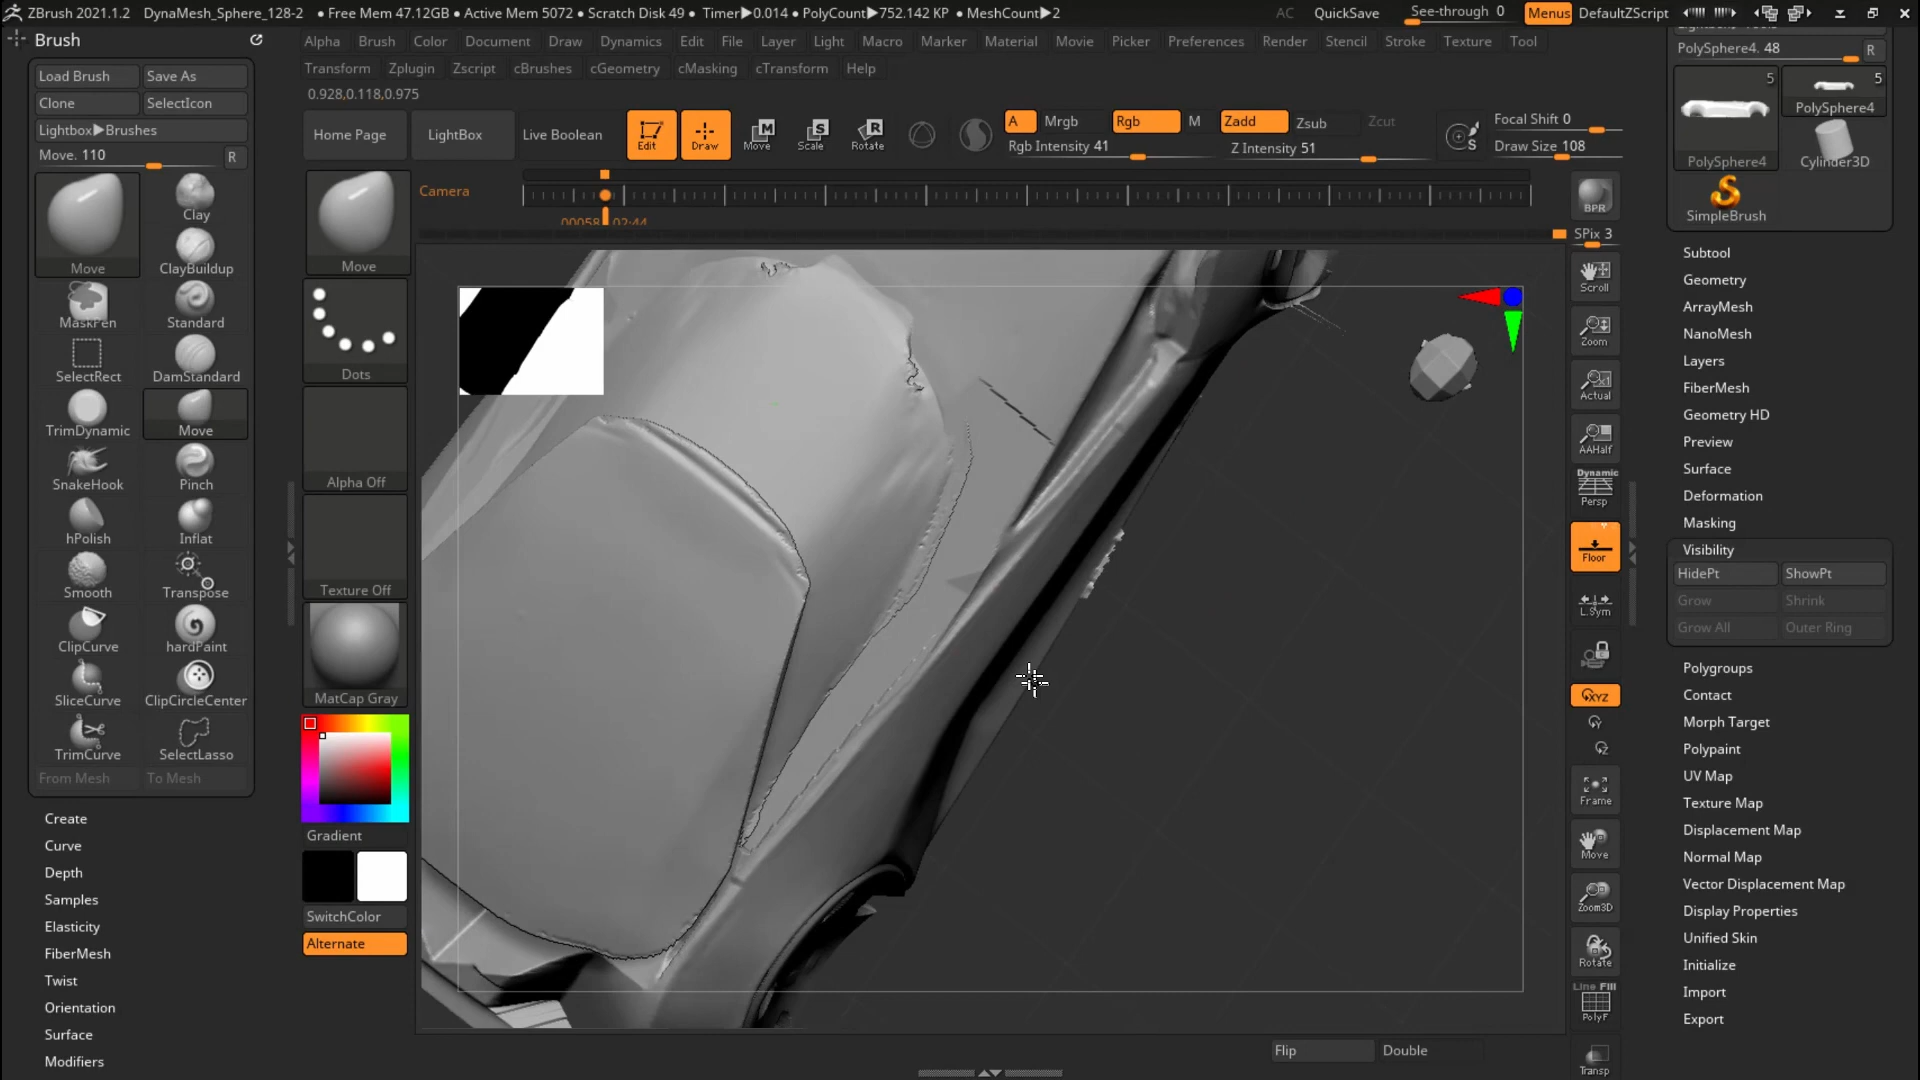 ZBrush 2021.1.2 DynaMesh_Sphere_128-2 • Free Mem 47.12GB • Active Mem 5072 • Scratch Disk 49 • Timer▶0.014 • PolyCount▶752.142 KP • MeshCount▶2 AC QuickSave See-through 0 Menus DefaultZScript
Brush
Load Brush Save As
Clone SelectIcon
Lightbox▶Brushes
Move. 110 R
Move
Clay
ClayBuildup
MaskPen Standard
SelectRect DamStandard
TrimDynamic Move
SnakeHook Pinch
hPolish Inflat
Smooth Transpose
ClipCurve hardPaint
SliceCurve ClipCircleCenter
TrimCurve SelectLasso
From Mesh To Mesh
Create
Curve
Depth
Samples
Elasticity
FiberMesh
Twist
Orientation
Surface
Modifiers
Alpha Brush Color Document Draw Dynamics Edit File Layer Light Macro Marker Material Movie Picker Preferences Render Stencil Stroke Texture Tool
Transform Zplugin Zscript cBrushes cGeometry cMasking cTransform Help
0.928,0.118,0.975
Home Page LightBox Live Boolean Edit Draw Move Scale Rotate
A Mrgb Rgb M Zadd Zsub Zcut
Rgb Intensity 41 Z Intensity 51
Focal Shift 0
Draw Size 108
Camera
00058 02:44
Move
Dots
Alpha Off
Texture Off
MatCap Gray
Gradient
SwitchColor
Alternate
BPR
SPix 3
Scroll
Zoom
Actual
AAHalf
Dynamic
Persp
Floor
L.Sym
XYZ
Frame
Move
Zoom3D
Rotate
Line Fill
PolyF
Transp
Flip Double
PolySphere4. 48 R
5 5
PolySphere4
PolySphere4 Cylinder3D
SimpleBrush
Subtool
Geometry
ArrayMesh
NanoMesh
Layers
FiberMesh
Geometry HD
Preview
Surface
Deformation
Masking
Visibility
HidePt ShowPt
Grow Shrink
Grow All Outer Ring
Polygroups
Contact
Morph Target
Polypaint
UV Map
Texture Map
Displacement Map
Normal Map
Vector Displacement Map
Display Properties
Unified Skin
Initialize
Import
Export